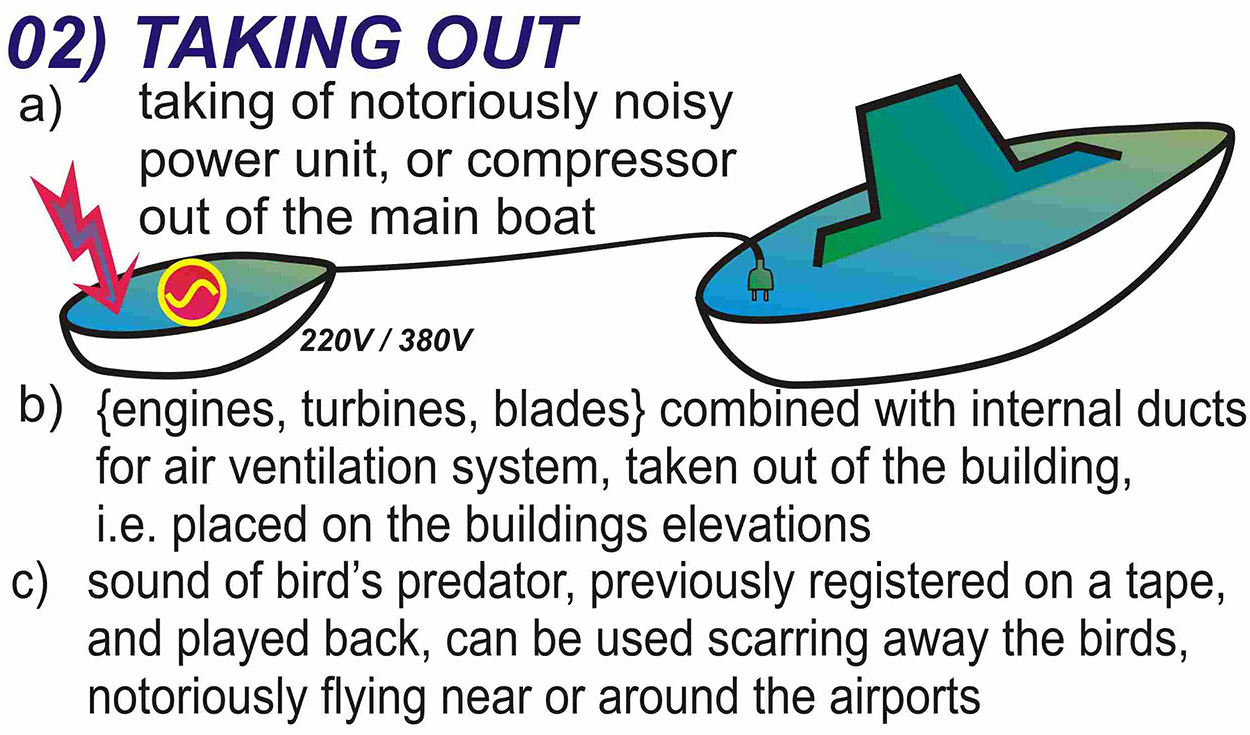 02) TAKING OUT
a) taking of notoriously noisy
power unit, or compressor
out of the main boat
220V / 380V
b) {engines, turbines, blades} combined with internal ducts
for air ventilation system, taken out of the building,
i.e. placed on the buildings elevations
c) sound of bird’s predator, previously registered on a tape,
and played back, can be used scarring away the birds,
notoriously flying near or around the airports